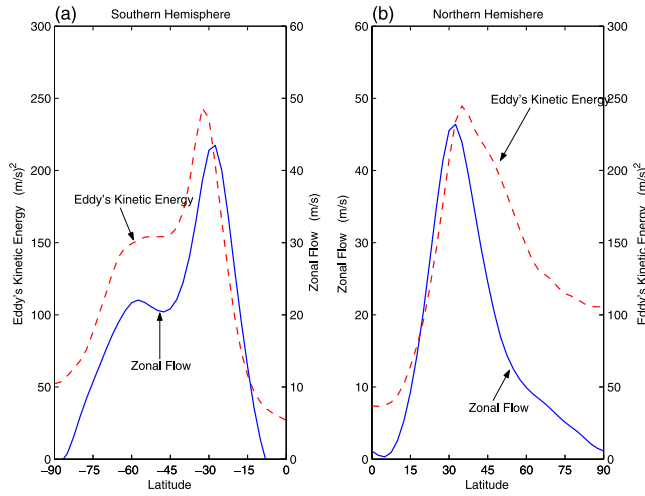 (a) Southern Hemisphere
300 250 200 150 100 50 0
Eddy's Kinetic Energy (m/s)²
−90 −75 −60 −45 −30 −15 0
Latitude
60 50 40 30 20 10 0
Zonal Flow (m/s)
Eddy's Kinetic Energy
Zonal Flow
(b) Northern Hemishere
60 50 40 30 20 10 0
Zonal Flow (m/s)
0 15 30 45 60 75 90
Latitude
300 250 200 150 100 50 0
Eddy's Kinetic Energy (m/s)²
Eddy's Kinetic Energy
Zonal Flow